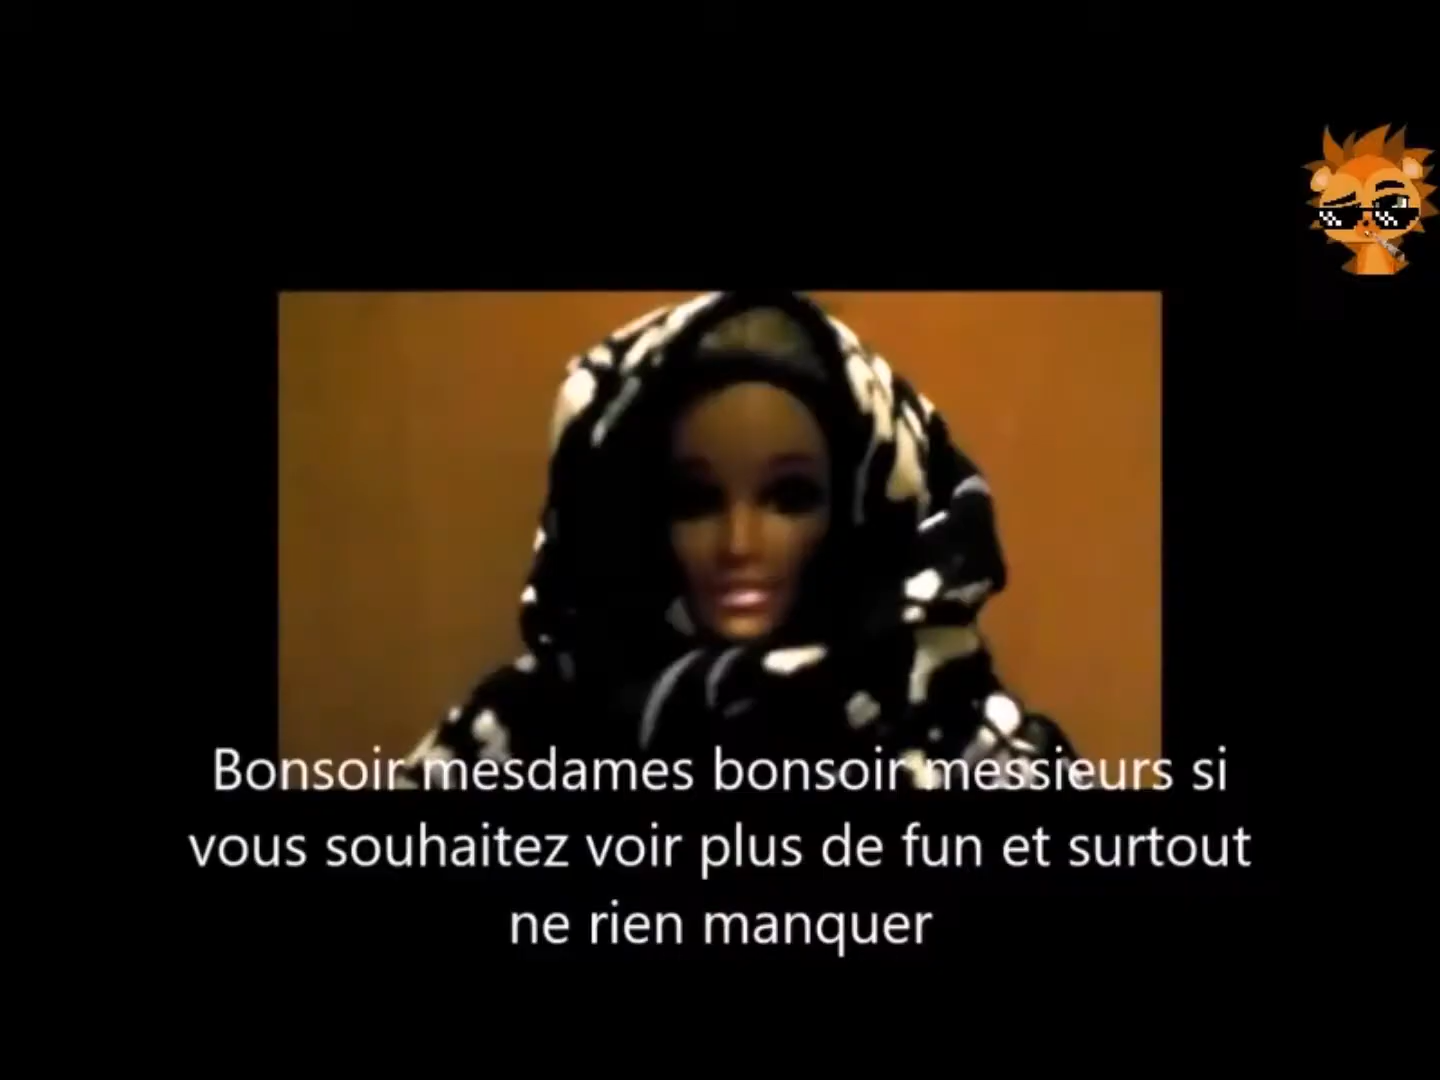 Bonsoir mesdames bonsoir messieurs si
vous souhaitez voir plus de fun et surtout
ne rien manquer